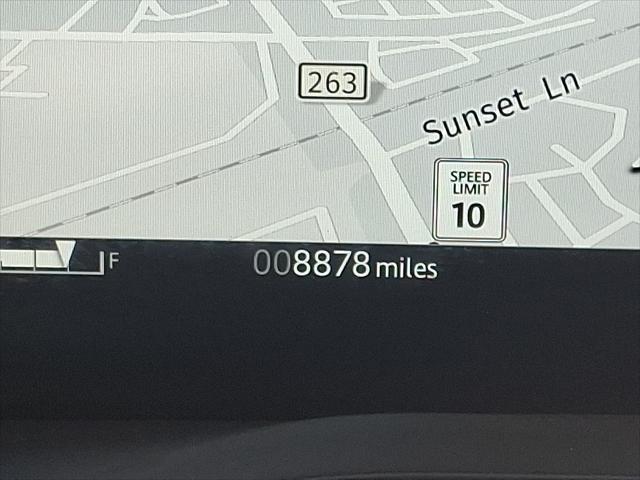 263
Sunset Ln
SPEED
LIMIT
10
F
008878 miles